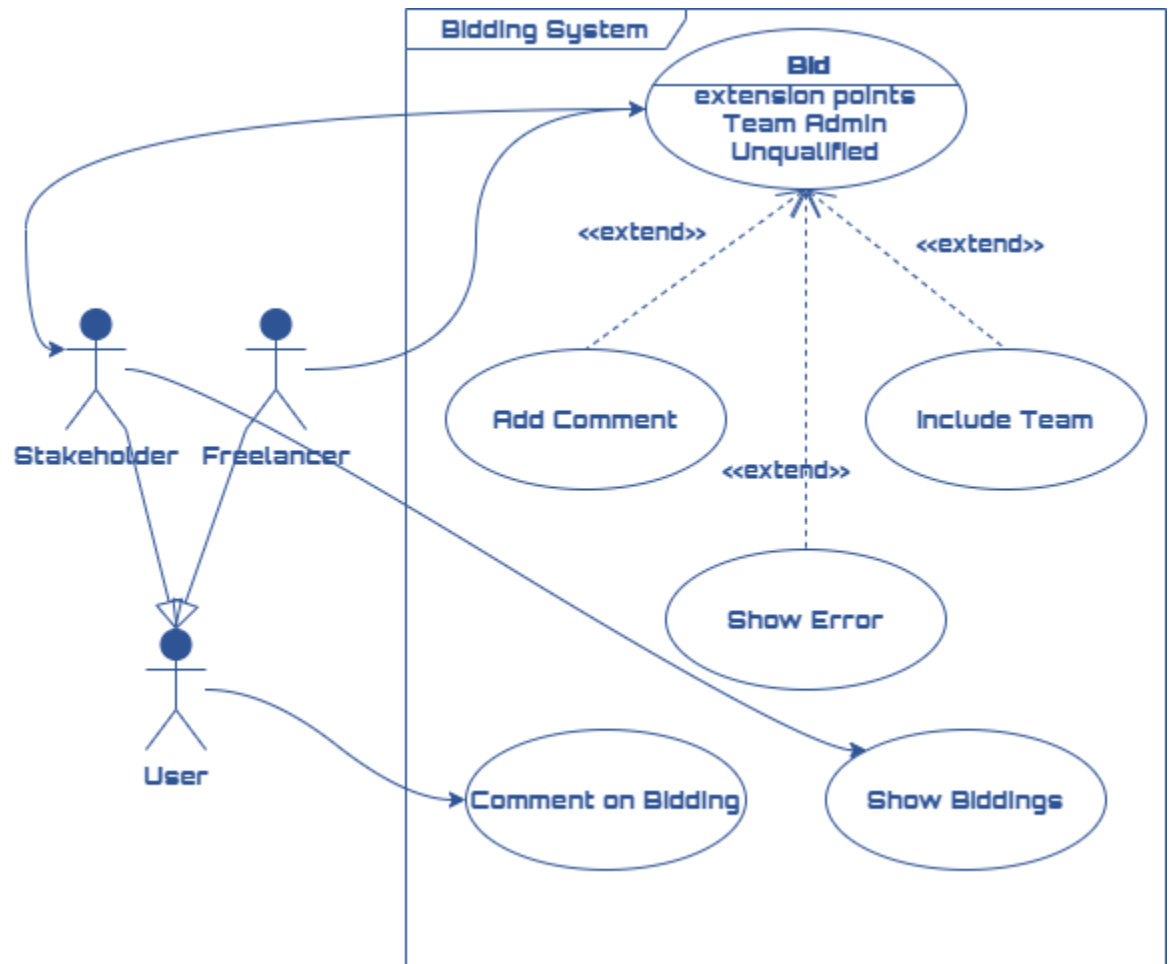 Bidding System
Bid
extension points
Team Admin
Unqualified
<<extend>>
<<extend>>
Add Comment
Include Team
Stakeholder
Freelancer
<<extend>>
Show Error
User
Comment on Bidding
Show Biddings